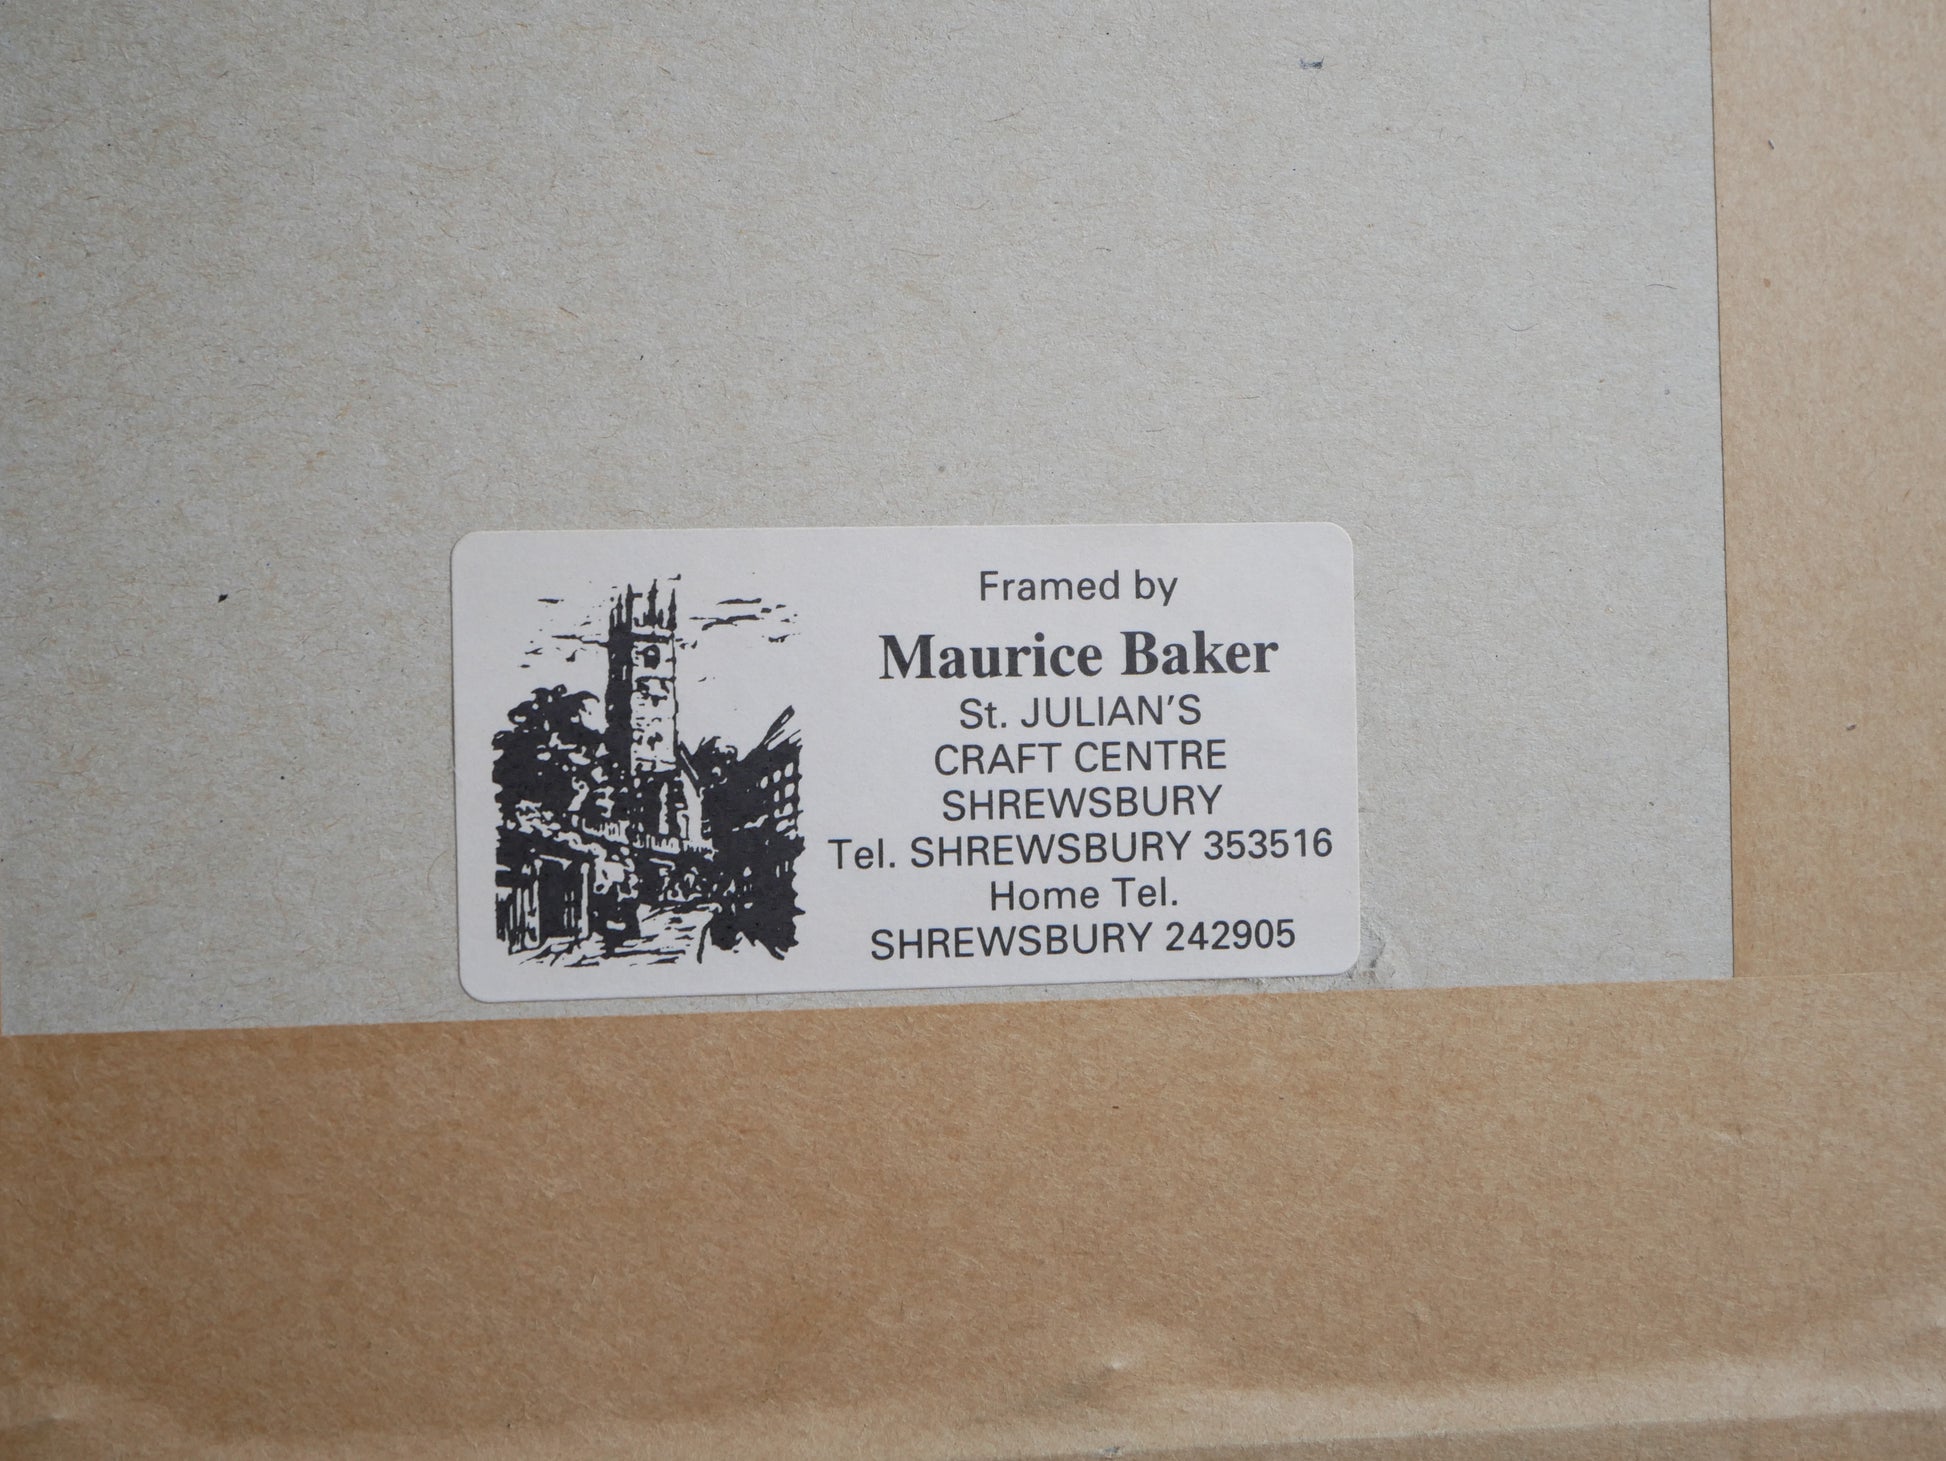 Framed by
Maurice Baker
St. JULIAN'S
CRAFT CENTRE
SHREWSBURY
Tel. SHREWSBURY 353516
Home Tel.
SHREWSBURY 242905